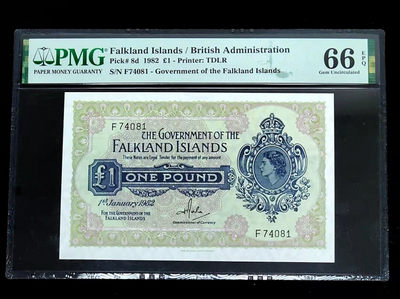 PMG
PAPER MONEY GUARANTY
Falkland Islands / British Administration
Pick# 8d 1982 £1 - Printer: TDLR
S/N F74081 - Government of the Falkland Islands
66 EPQ
Gem Uncirculated
F 74081
THE GOVERNMENT OF THE
FALKLAND ISLANDS
These Notes are Legal Tender for the payment of any amount
£1 ONE POUND
1st January 1982
FOR THE GOVERNMENT OF THE
FALKLAND ISLANDS
Commissioner of Currency
F 74081